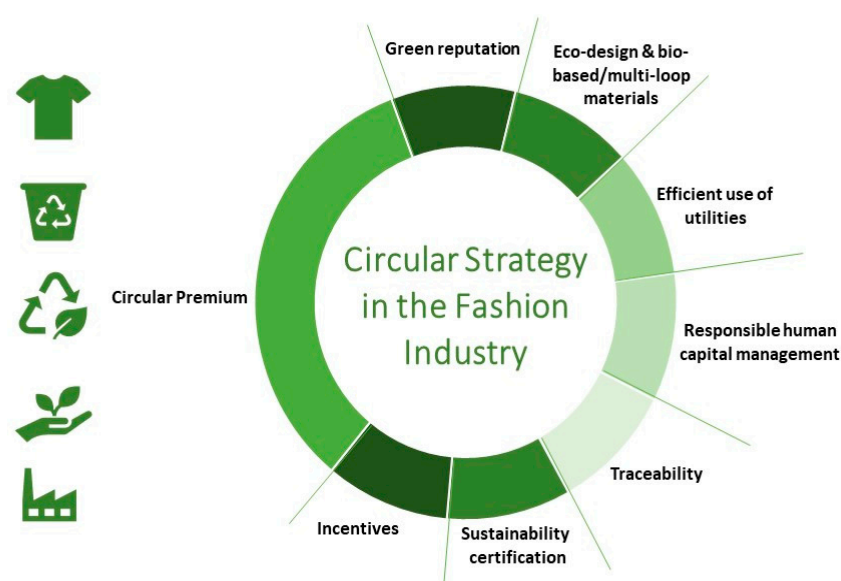 Green reputation
Eco-design & bio-
based/multi-loop
materials
Efficient use of
utilities
Circular Strategy
in the Fashion
Industry
Circular Premium
Responsible human
capital management
Traceability
Incentives
Sustainability
certification